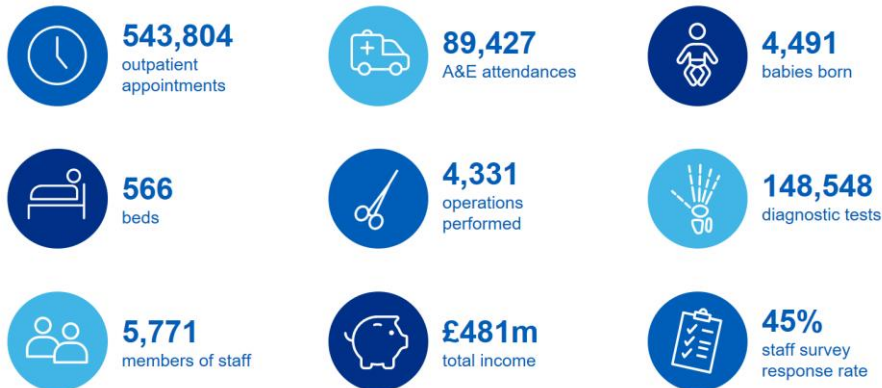 543,804
outpatient
appointments
89,427
A&E attendances
4,491
babies born
566
beds
4,331
operations
performed
148,548
diagnostic tests
5,771
members of staff
£481m
total income
45%
staff survey
response rate